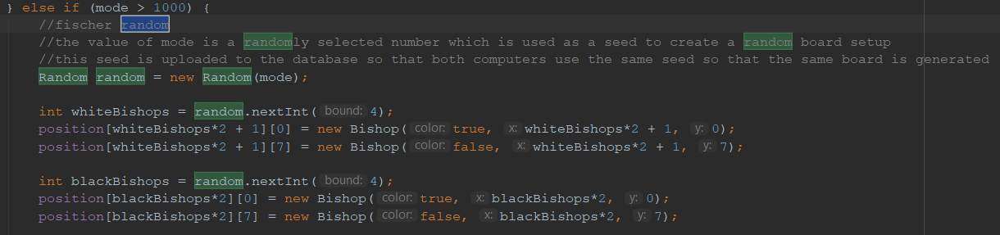 } else if (mode > 1000) {
//fischer random
//the value of mode is a randomly selected number which is used as a seed to create a random board setup
//this seed is uploaded to the database so that both computers use the same seed so that the same board is generated
Random random = new Random(mode);
int whiteBishops = random.nextInt( bound: 4);
position[whiteBishops*2 + 1][0] = new Bishop( color: true, x: whiteBishops*2 + 1, y: 0);
position[whiteBishops*2 + 1][7] = new Bishop( color: false, x: whiteBishops*2 + 1, y: 7);
int blackBishops = random.nextInt( bound: 4);
position[blackBishops*2][0] = new Bishop( color: true, x: blackBishops*2, y: 0);
position[blackBishops*2][7] = new Bishop( color: false, x: blackBishops*2, y: 7);